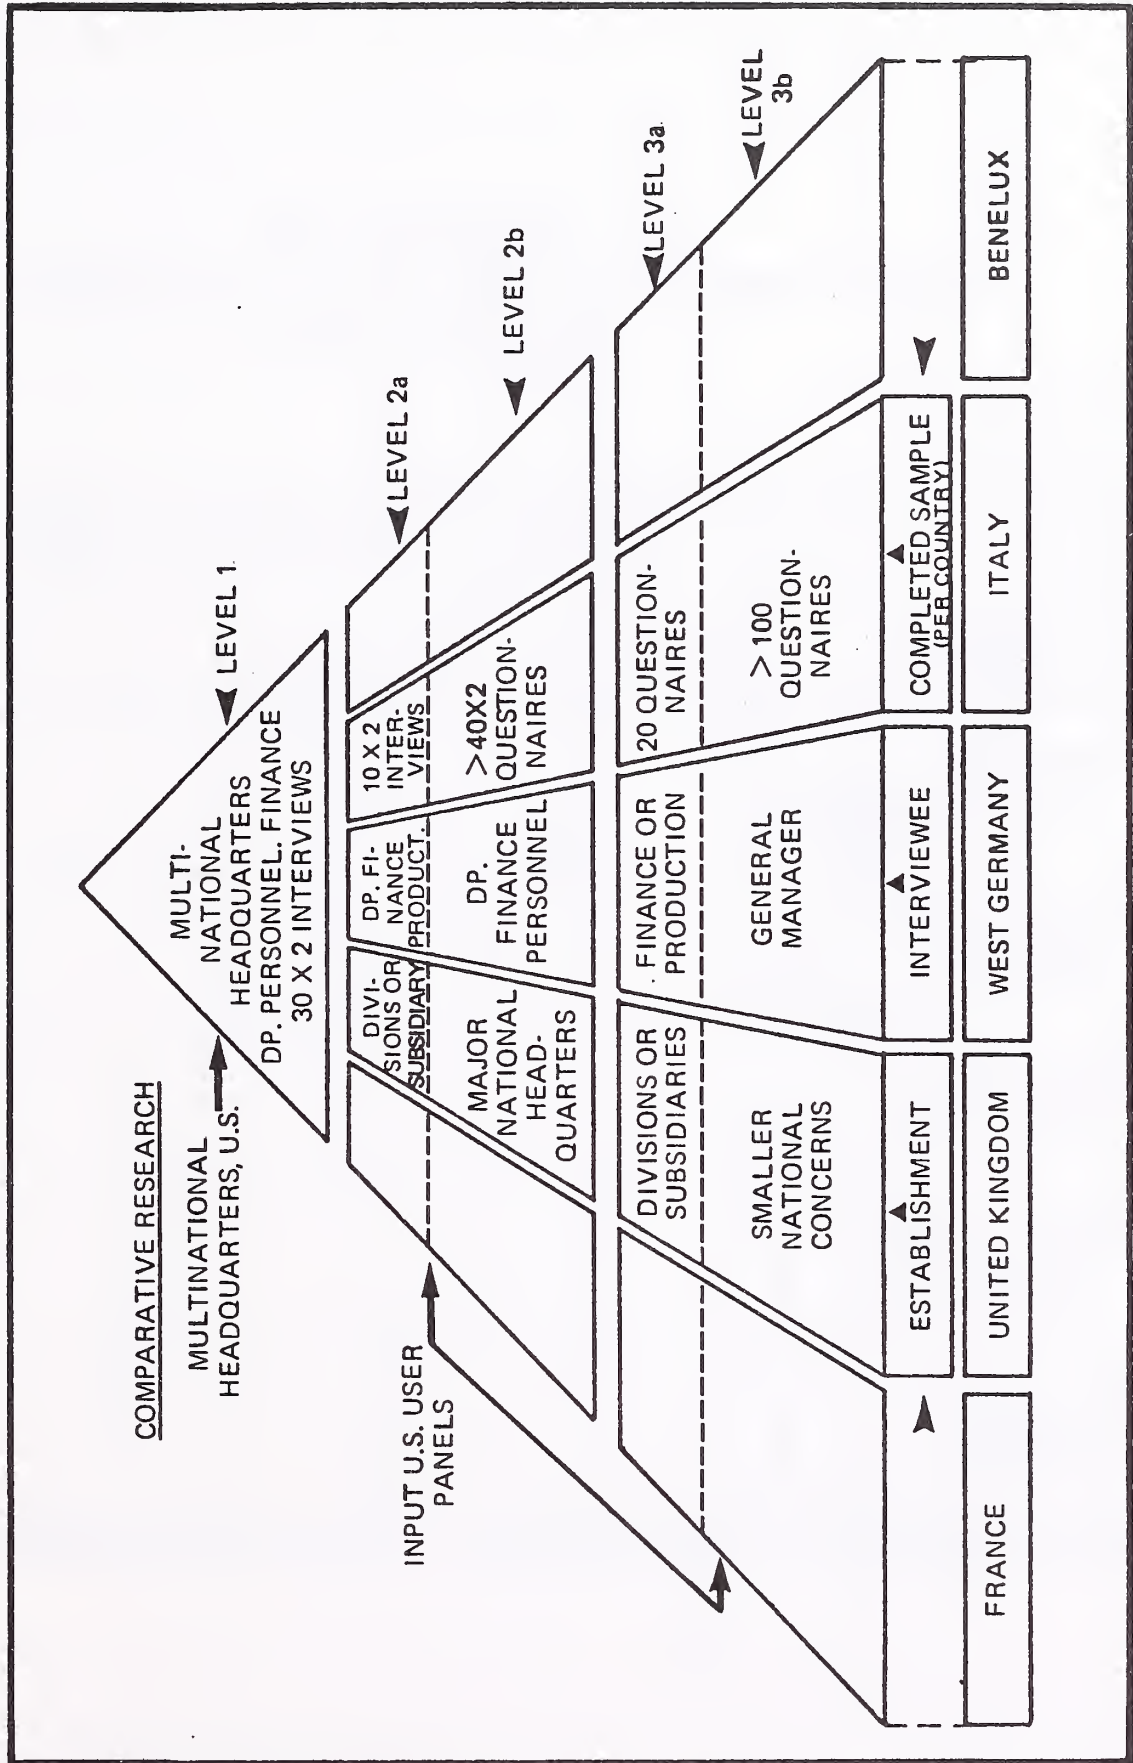 COMPARATIVE RESEARCH
MULTINATIONAL
HEADQUARTERS, U.S.
MULTI-
NATIONAL
HEADQUARTERS
DP. PERSONNEL. FINANCE
30 X 2 INTERVIEWS
LEVEL 1
INPUT U.S. USER
PANELS
DIVI-
SIONS OR
SUBSIDIARY
DP. FI-
NANCE
PRODUCT.
10 X 2
INTER-
VIEWS
LEVEL 2a
MAJOR
NATIONAL
HEAD-
QUARTERS
DP.
FINANCE
PERSONNEL
>40X2
QUESTION-
NAIRES
LEVEL 2b
DIVISIONS OR
SUBSIDIARIES
FINANCE OR
PRODUCTION
20 QUESTION-
NAIRES
LEVEL 3a
SMALLER
NATIONAL
CONCERNS
GENERAL
MANAGER
>100
QUESTION-
NAIRES
LEVEL
3b
ESTABLISHMENT
INTERVIEWEE
COMPLETED SAMPLE
(PER COUNTRY)
FRANCE
UNITED KINGDOM
WEST GERMANY
ITALY
BENELUX